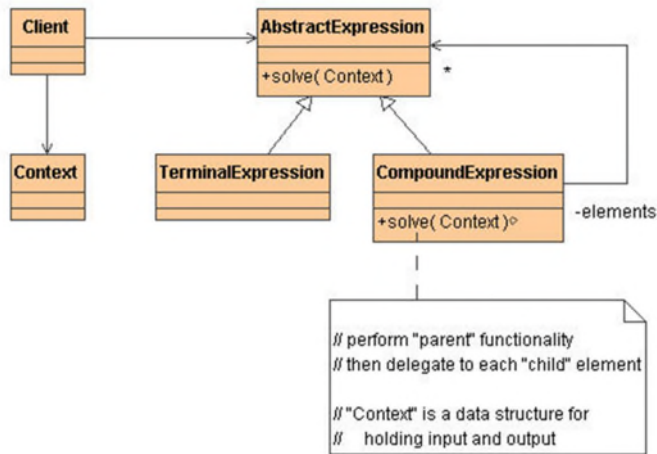 Client
AbstractExpression
+solve( Context )
*
Context
TerminalExpression
CompoundExpression
+solve( Context )
-elements
// perform "parent" functionality
// then delegate to each "child" element
// "Context" is a data structure for
// holding input and output